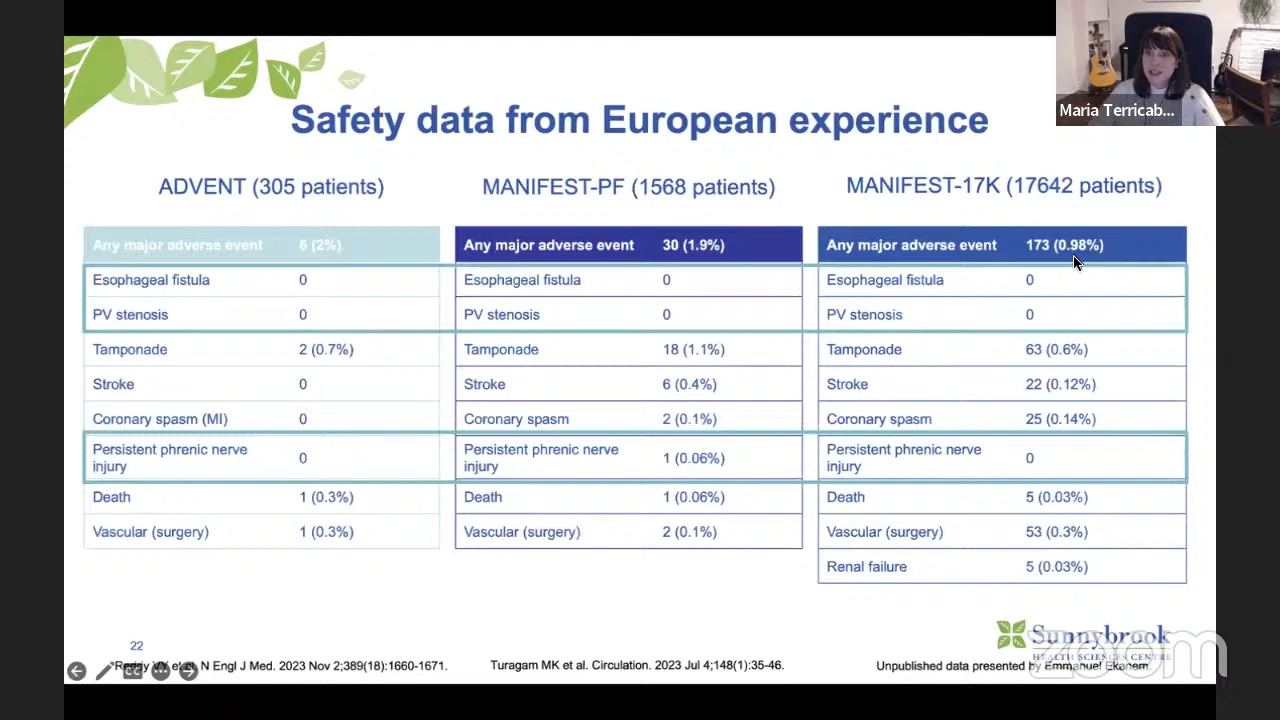 Maria Terricab...
Safety data from European experience
ADVENT (305 patients)
Any major adverse event 6 (2%)
Esophageal fistula 0
PV stenosis 0
Tamponade 2 (0.7%)
Stroke 0
Coronary spasm (MI) 0
Persistent phrenic nerve
injury 0
Death 1 (0.3%)
Vascular (surgery) 1 (0.3%)
MANIFEST-PF (1568 patients)
Any major adverse event 30 (1.9%)
Esophageal fistula 0
PV stenosis 0
Tamponade 18 (1.1%)
Stroke 6 (0.4%)
Coronary spasm 2 (0.1%)
Persistent phrenic nerve
injury 1 (0.06%)
Death 1 (0.06%)
Vascular (surgery) 2 (0.1%)
MANIFEST-17K (17642 patients)
Any major adverse event 173 (0.98%)
Esophageal fistula 0
PV stenosis 0
Tamponade 63 (0.6%)
Stroke 22 (0.12%)
Coronary spasm 25 (0.14%)
Persistent phrenic nerve
injury 0
Death 5 (0.03%)
Vascular (surgery) 53 (0.3%)
Renal failure 5 (0.03%)
22
Sunnybrook
HEALTH SCIENCES CENTRE
zoom
*Reddy VY et al. N Engl J Med. 2023 Nov 2;389(18):1660-1671.
Turagam MK et al. Circulation. 2023 Jul 4;148(1):35-46.
Unpublished data presented by Emmanuel Ekanem.
CC